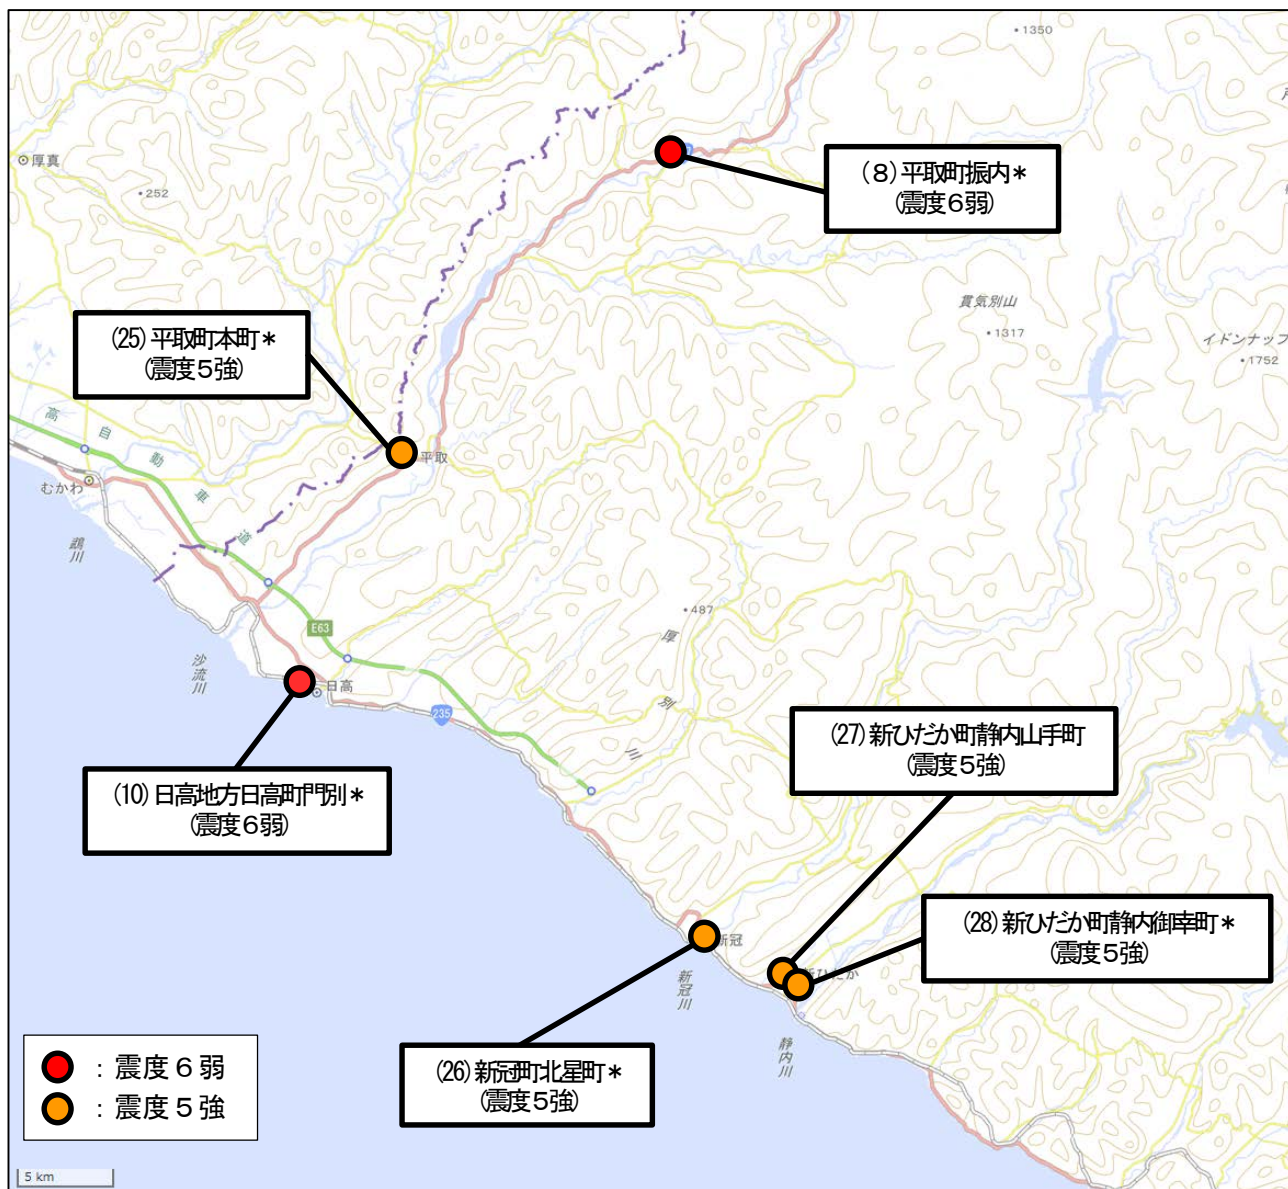 ・1350
厚真
・252
(8)平取町振内＊
(震度６弱)
貫気別山
・1317
イドンナップ
・1752
(25)平取町本町＊
(震度５強)
高自動車道
平取
むかわ
鵡川
・487
厚別川
E63
沙流川
日高
235
(27)新ひだか町静内山手町
(震度５強)
(10)日高地方日高町門別＊
(震度６弱)
(28)新ひだか町静内御幸町＊
(震度５強)
新冠
新ひだか
新冠川
静内川
(26)新冠町北星町＊
(震度５強)
：震度６弱
：震度５強
5 km